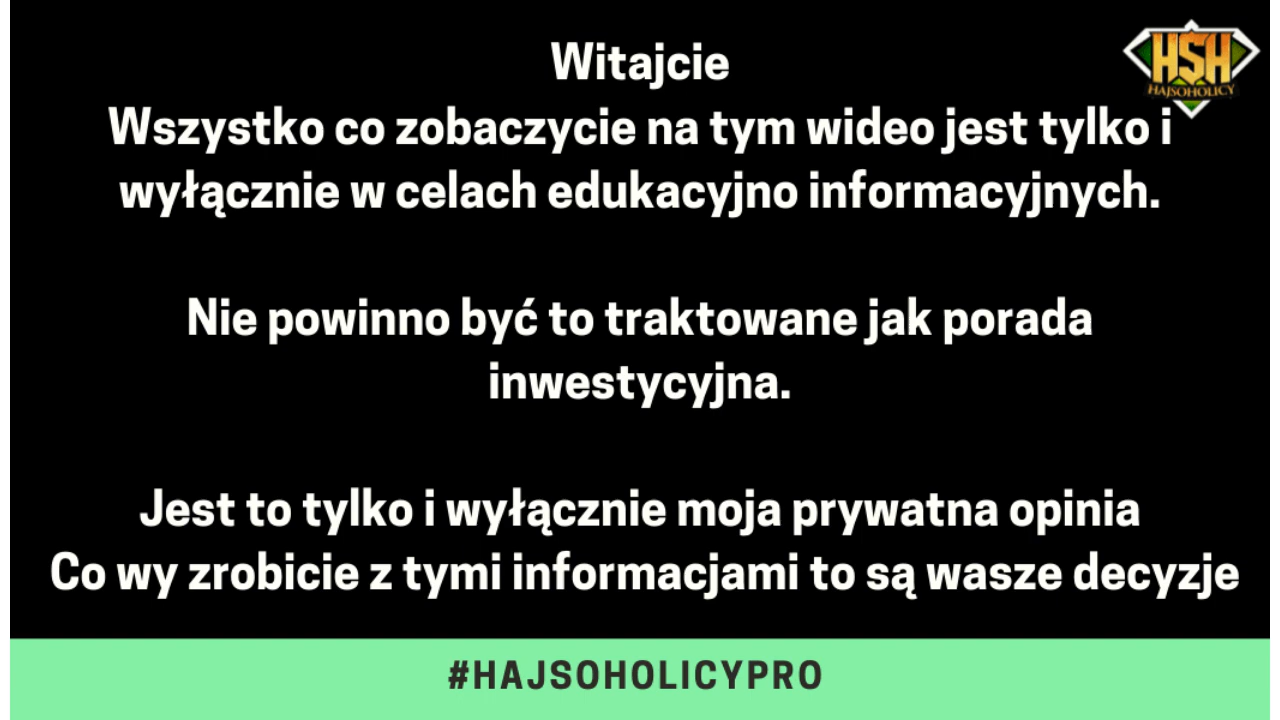 Witajcie
Wszystko co zobaczycie na tym wideo jest tylko i
wyłącznie w celach edukacyjno informacyjnych.
Nie powinno być to traktowane jak porada
inwestycyjna.
Jest to tylko i wyłącznie moja prywatna opinia
Co wy zrobicie z tymi informacjami to są wasze decyzje
H$H
HAJSOHOLICY
#HAJSOHOLICYPRO